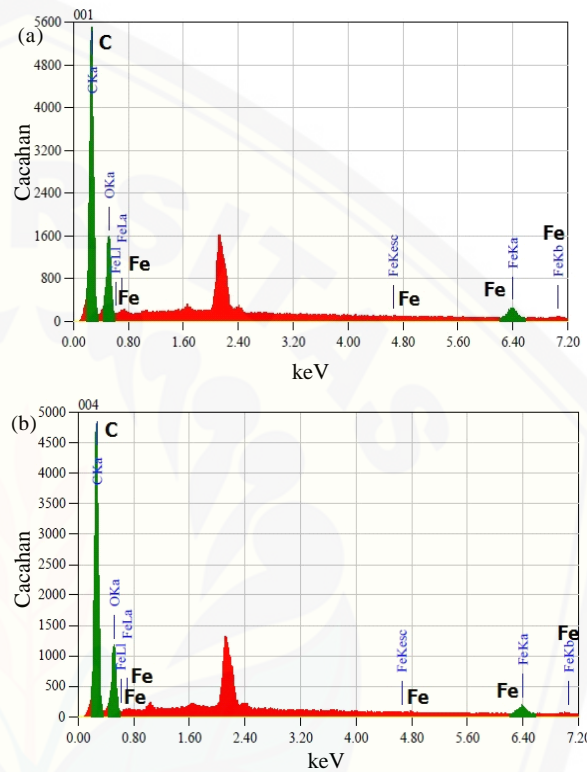 (a)
001
5600
C
CKa
4800
4000
3200
2400
1600
800
0
Cacahan
OKa
FeLl
FeLa
Fe
Fe
FeKesc
Fe
Fe
FeKa
Fe
FeKb
0.00 0.80 1.60 2.40 3.20 4.00 4.80 5.60 6.40 7.20
keV
(b)
004
5000
C
CKa
4500
4000
3500
3000
2500
2000
1500
1000
500
0
Cacahan
OKa
FeLl
FeLa
Fe
Fe
FeKesc
Fe
Fe
FeKa
Fe
FeKb
0.00 0.80 1.60 2.40 3.20 4.00 4.80 5.60 6.40 7.20
keV